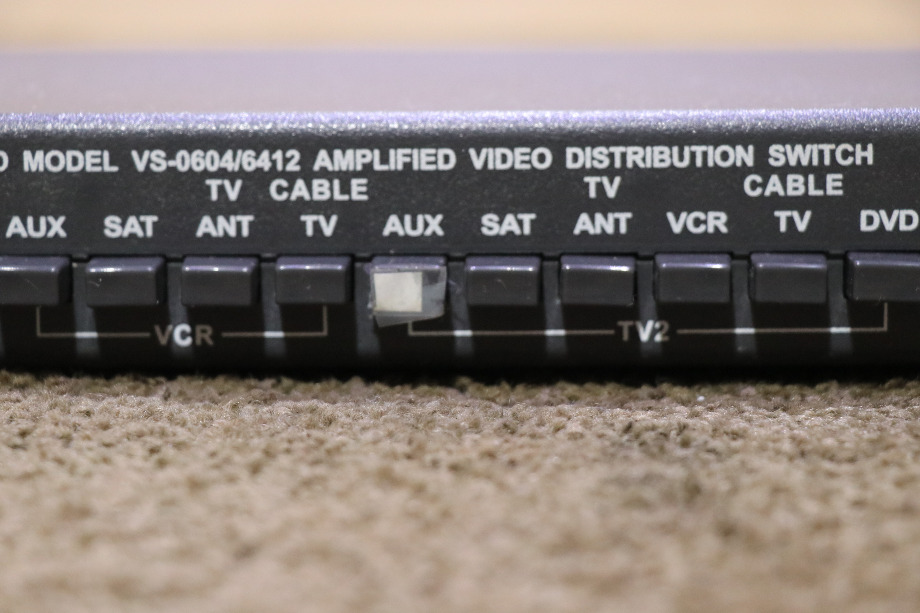 MODEL VS-0604/6412 AMPLIFIED VIDEO DISTRIBUTION SWITCH
TV CABLE TV CABLE
AUX SAT ANT TV AUX SAT ANT VCR TV DVD
VCR TV2